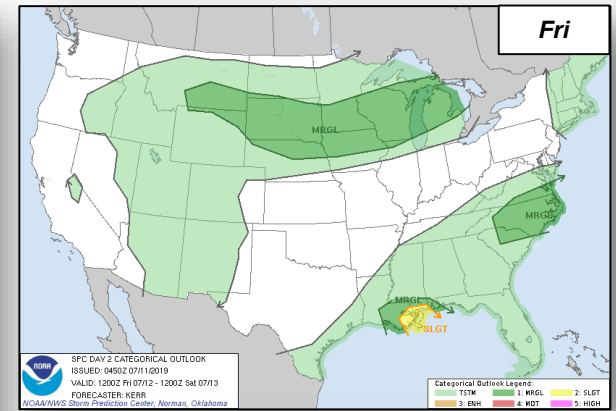 Fri
MRGL
MRGL
MRGL
SLGT
SPC DAY 2 CATEGORICAL OUTLOOK
ISSUED: 0450Z 07/11/2019
VALID: 1200Z Fri 07/12 - 1200Z Sat 07/13
FORECASTER: KERR
NOAA/NWS Storm Prediction Center, Norman, Oklahoma
NOAA
Categorical Outlook Legend:
TSTM 1: MRGL 2: SLGT
3: ENH 4: MDT 5: HIGH